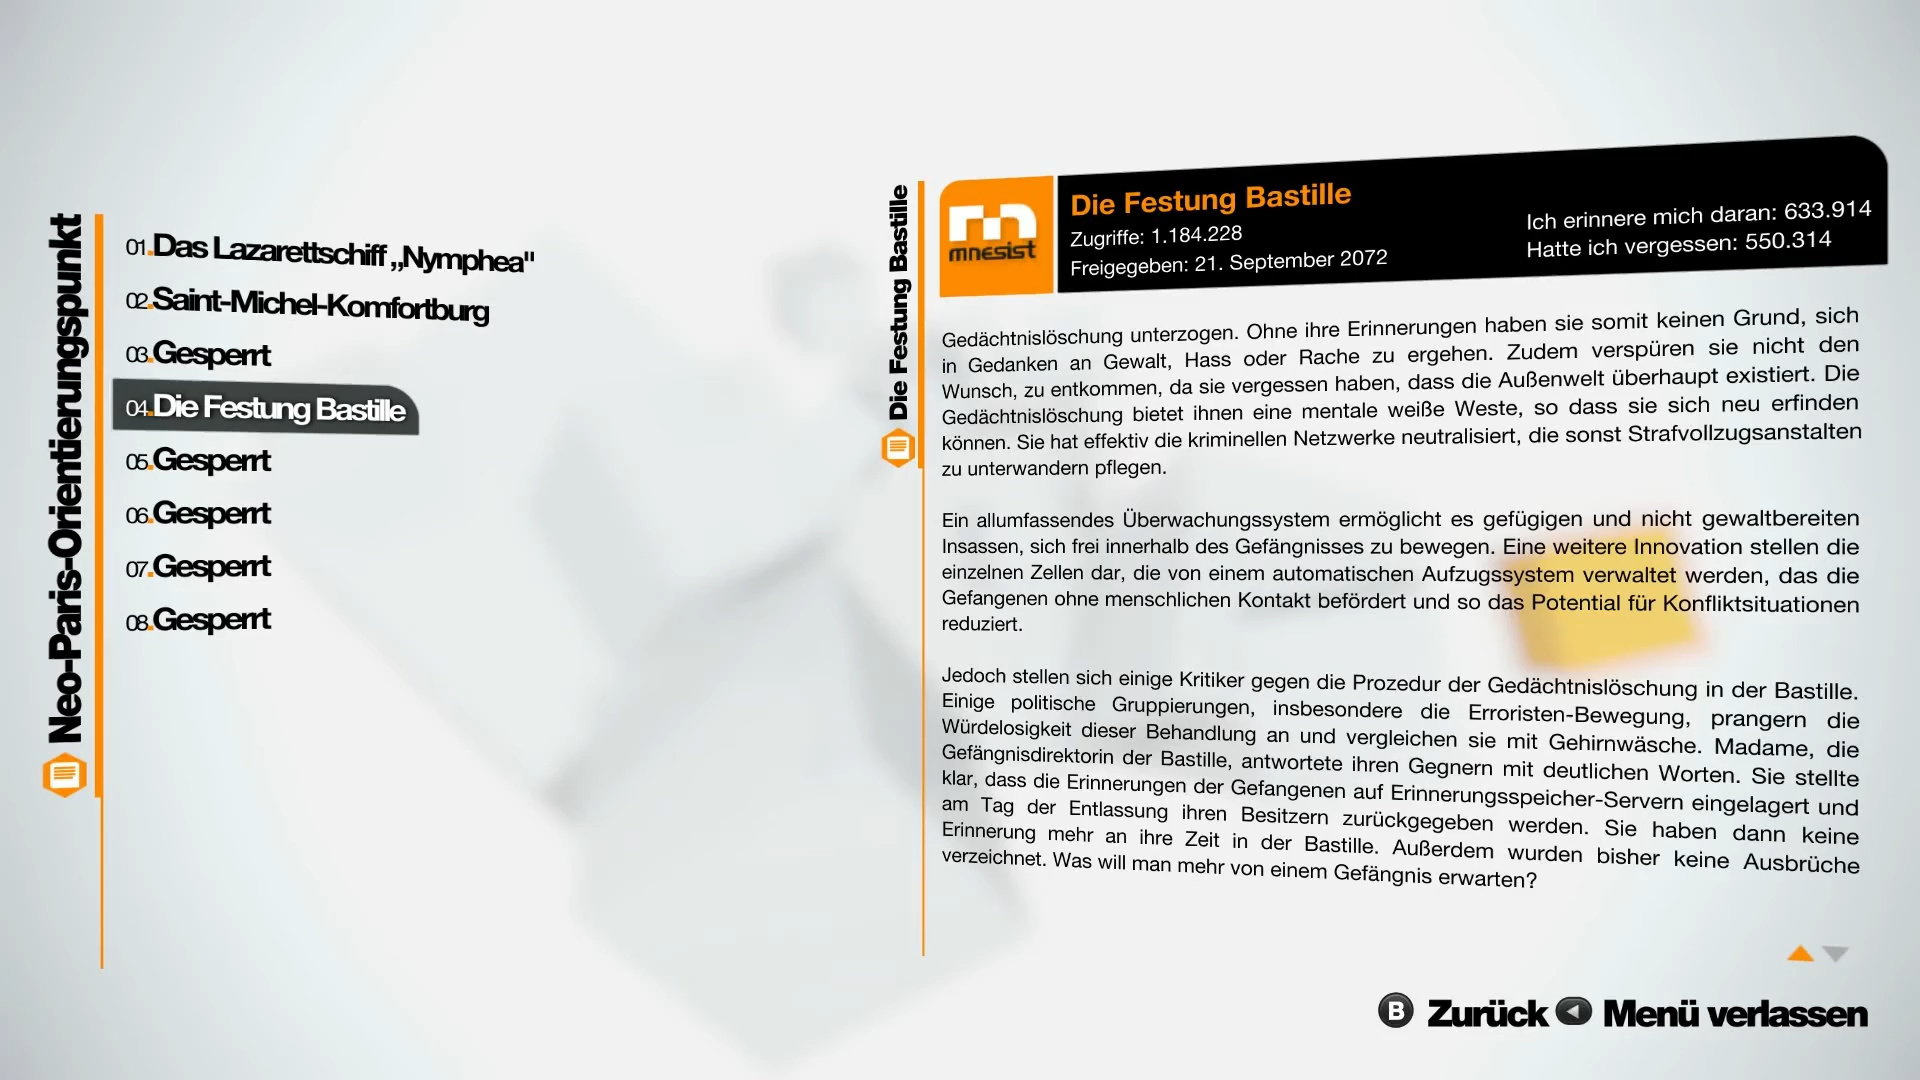 Neo-Paris-Orientierungspunkt
01.Das Lazarettschiff „Nymphea"
02.Saint-Michel-Komfortburg
03.Gesperrt
04.Die Festung Bastille
05.Gesperrt
06.Gesperrt
07.Gesperrt
08.Gesperrt
Die Festung Bastille
mnesist
Die Festung Bastille
Zugriffe: 1.184.228
Freigegeben: 21. September 2072
Ich erinnere mich daran: 633.914
Hatte ich vergessen: 550.314
Gedächtnislöschung unterzogen. Ohne ihre Erinnerungen haben sie somit keinen Grund, sich
in Gedanken an Gewalt, Hass oder Rache zu ergehen. Zudem verspüren sie nicht den
Wunsch, zu entkommen, da sie vergessen haben, dass die Außenwelt überhaupt existiert. Die
Gedächtnislöschung bietet ihnen eine mentale weiße Weste, so dass sie sich neu erfinden
können. Sie hat effektiv die kriminellen Netzwerke neutralisiert, die sonst Strafvollzugsanstalten
zu unterwandern pflegen.
Ein allumfassendes Überwachungssystem ermöglicht es gefügigen und nicht gewaltbereiten
Insassen, sich frei innerhalb des Gefängnisses zu bewegen. Eine weitere Innovation stellen die
einzelnen Zellen dar, die von einem automatischen Aufzugssystem verwaltet werden, das die
Gefangenen ohne menschlichen Kontakt befördert und so das Potential für Konfliktsituationen
reduziert.
Jedoch stellen sich einige Kritiker gegen die Prozedur der Gedächtnislöschung in der Bastille.
Einige politische Gruppierungen, insbesondere die Erroristen-Bewegung, prangern die
Würdelosigkeit dieser Behandlung an und vergleichen sie mit Gehirnwäsche. Madame, die
Gefängnisdirektorin der Bastille, antwortete ihren Gegnern mit deutlichen Worten. Sie stellte
klar, dass die Erinnerungen der Gefangenen auf Erinnerungsspeicher-Servern eingelagert und
am Tag der Entlassung ihren Besitzern zurückgegeben werden. Sie haben dann keine
Erinnerung mehr an ihre Zeit in der Bastille. Außerdem wurden bisher keine Ausbrüche
verzeichnet. Was will man mehr von einem Gefängnis erwarten?
B Zurück Menü verlassen